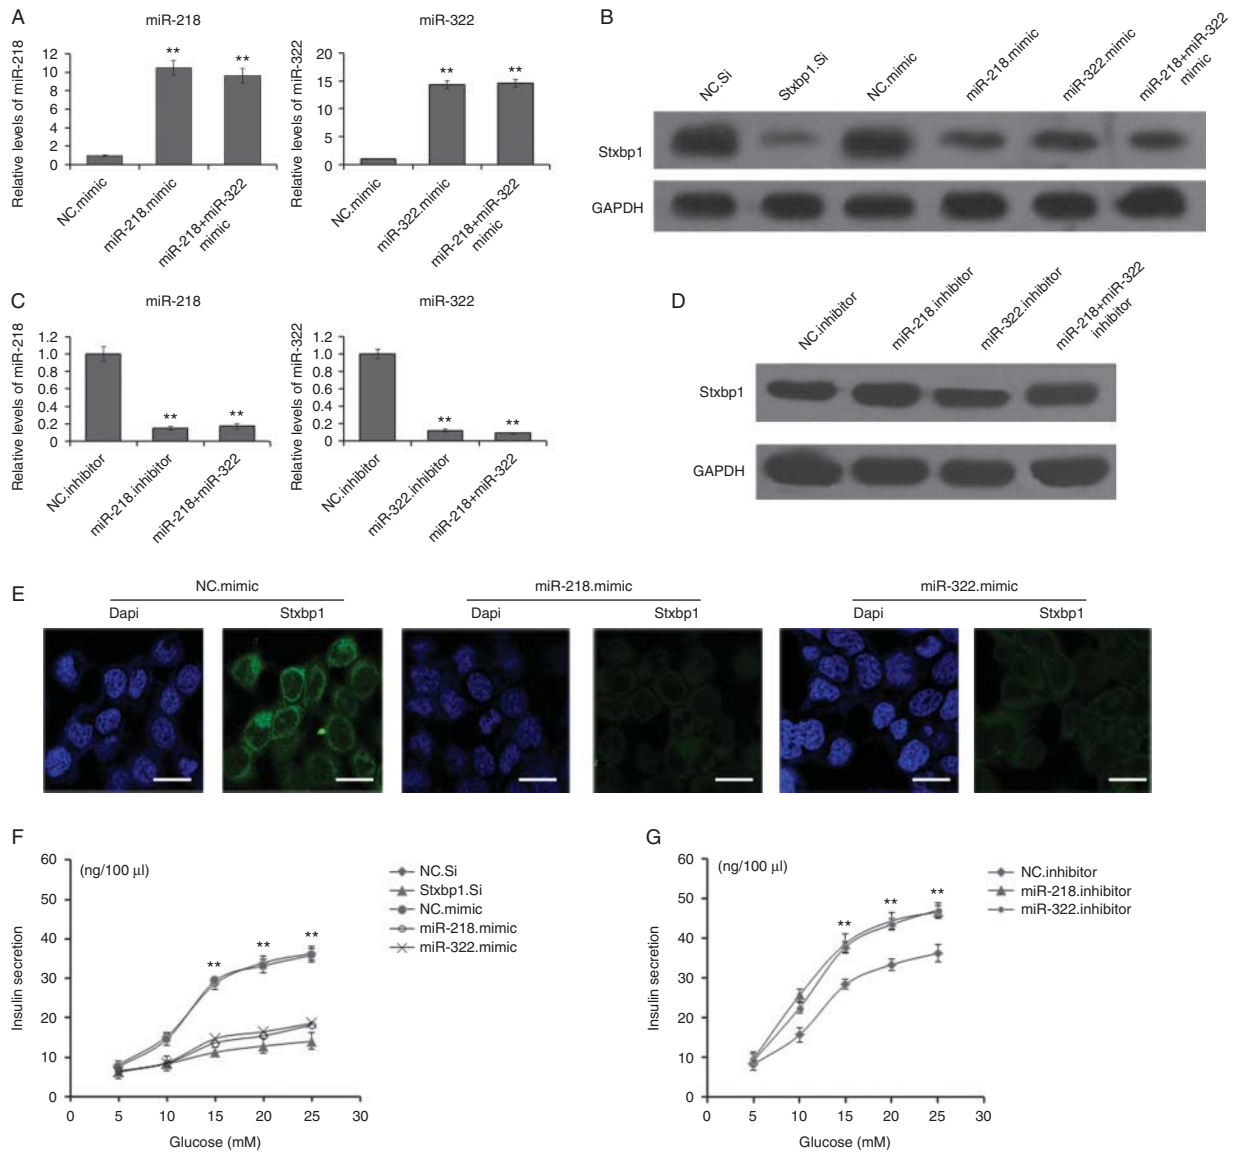 A
miR-218
Relative levels of miR-218
12
10
8
6
4
2
0
**
**
NC.mimic
miR-218.mimic
miR-218+miR-322
mimic
miR-322
Relative levels of miR-322
20
15
10
5
0
**
**
NC.mimic
miR-322.mimic
miR-218+miR-322
mimic
B
NC.Si
Stxbp1.Si
NC.mimic
miR-218.mimic
miR-322.mimic
miR-218+miR-322
mimic
Stxbp1
GAPDH
C
miR-218
Relative levels of miR-218
1.2
1.0
0.8
0.6
0.4
0.2
0
**
**
NC.inhibitor
miR-218.inhibitor
miR-218+miR-322
miR-322
Relative levels of miR-322
1.2
1.0
0.8
0.6
0.4
0.2
0
**
**
NC.inhibitor
miR-322.inhibitor
miR-218+miR-322
D
NC.inhibitor
miR-218.inhibitor
miR-322.inhibitor
miR-218+miR-322
inhibitor
Stxbp1
GAPDH
E
NC.mimic
Dapi
Stxbp1
miR-218.mimic
Dapi
Stxbp1
miR-322.mimic
Dapi
Stxbp1
F
Insulin secretion
60
50
40
30
20
10
0
(ng/100 µl)
**
**
**
NC.Si
Stxbp1.Si
NC.mimic
miR-218.mimic
miR-322.mimic
0 5 10 15 20 25 30
Glucose (mM)
G
Insulin secretion
60
50
40
30
20
10
0
(ng/100 µl)
**
**
**
NC.inhibitor
miR-218.inhibitor
miR-322.inhibitor
0 5 10 15 20 25 30
Glucose (mM)